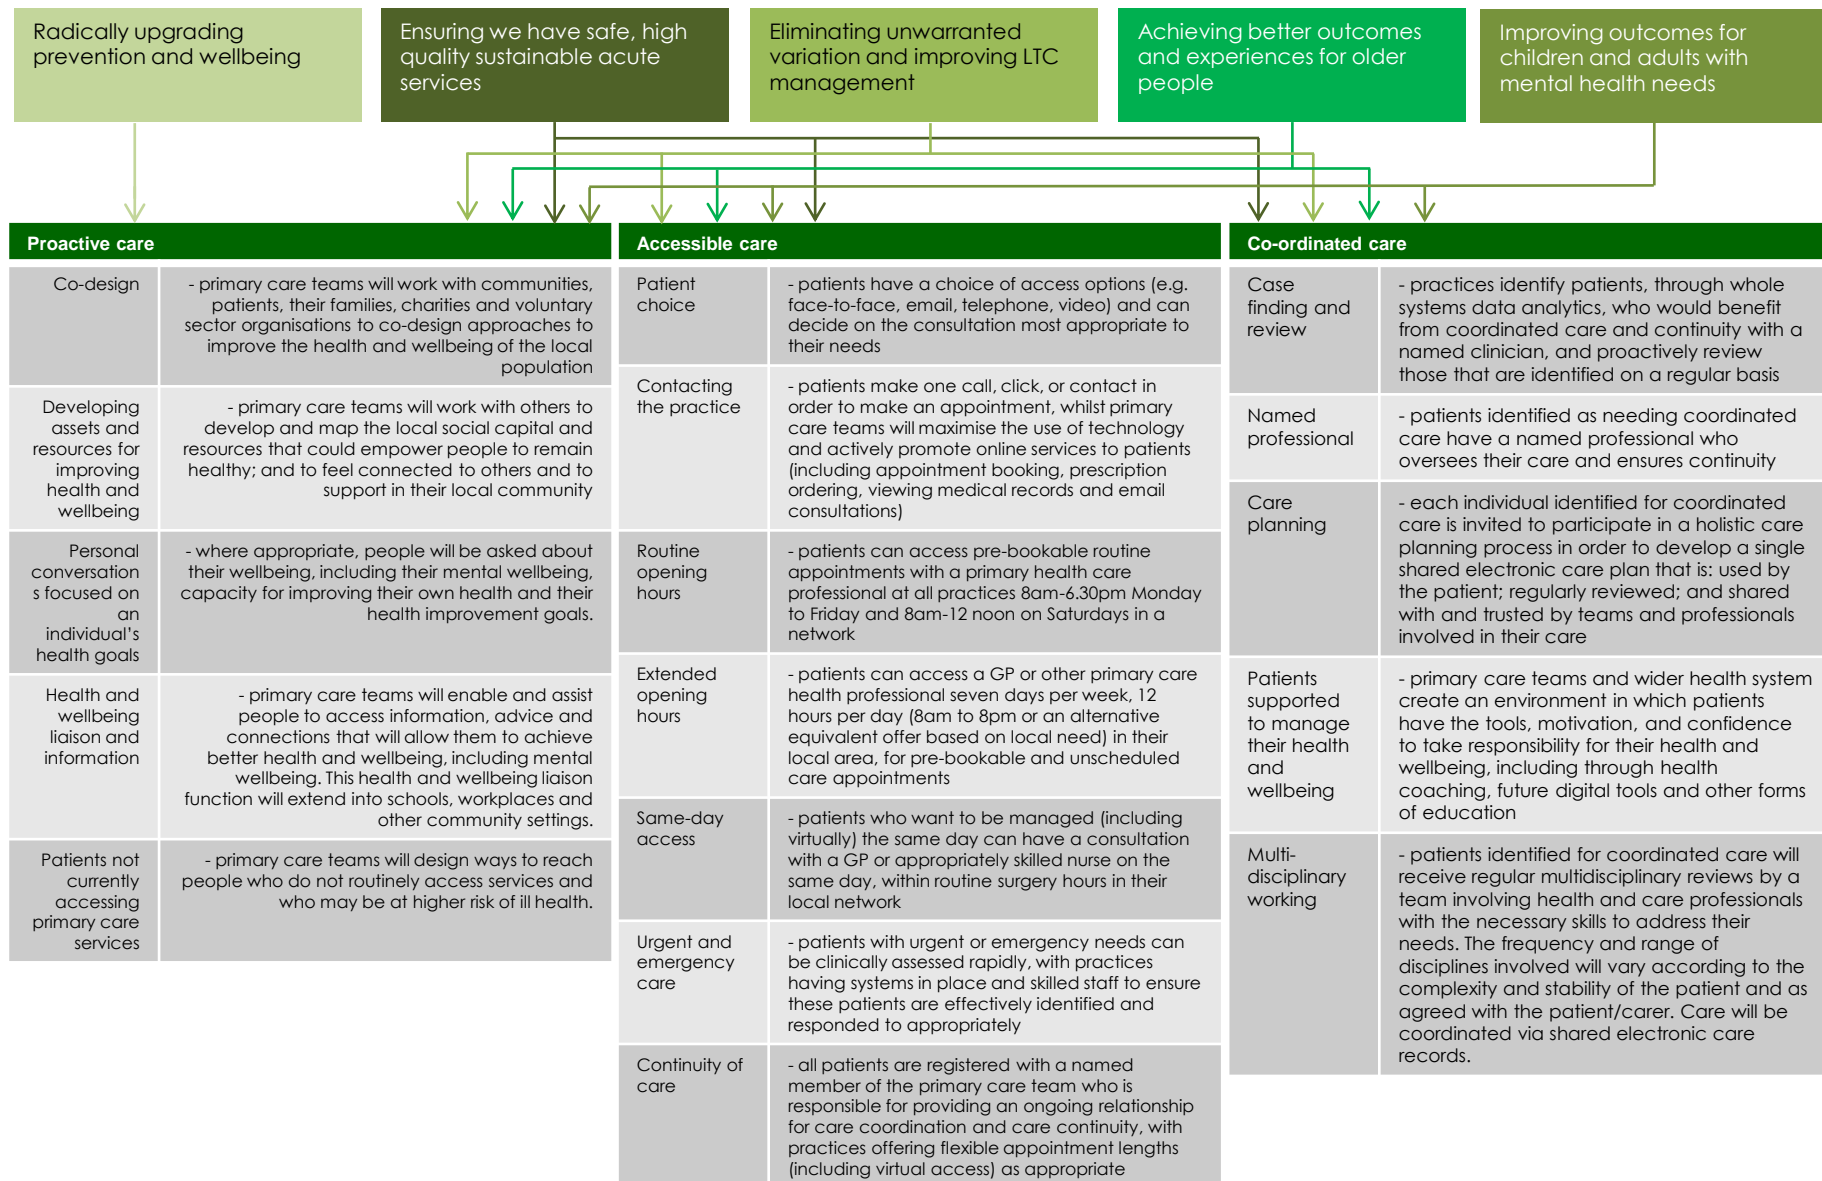 Radically upgrading
prevention and wellbeing
Ensuring we have safe, high
quality sustainable acute
services
Eliminating unwarranted
variation and improving LTC
management
Achieving better outcomes
and experiences for older
people
Improving outcomes for
children and adults with
mental health needs
Proactive care
Co-design
- primary care teams will work with communities,
patients, their families, charities and voluntary
sector organisations to co-design approaches to
improve the health and wellbeing of the local
population
Developing
assets and
resources for
improving
health and
wellbeing
- primary care teams will work with others to
develop and map the local social capital and
resources that could empower people to remain
healthy; and to feel connected to others and to
support in their local community
Personal
conversation
s focused on
an
individual's
health goals
- where appropriate, people will be asked about
their wellbeing, including their mental wellbeing,
capacity for improving their own health and their
health improvement goals.
Health and
wellbeing
liaison and
information
- primary care teams will enable and assist
people to access information, advice and
connections that will allow them to achieve
better health and wellbeing, including mental
wellbeing. This health and wellbeing liaison
function will extend into schools, workplaces and
other community settings.
Patients not
currently
accessing
primary care
services
- primary care teams will design ways to reach
people who do not routinely access services and
who may be at higher risk of ill health.
Accessible care
Patient
choice
- patients have a choice of access options (e.g.
face-to-face, email, telephone, video) and can
decide on the consultation most appropriate to
their needs
Contacting
the practice
- patients make one call, click, or contact in
order to make an appointment, whilst primary
care teams will maximise the use of technology
and actively promote online services to patients
(including appointment booking, prescription
ordering, viewing medical records and email
consultations)
Routine
opening
hours
- patients can access pre-bookable routine
appointments with a primary health care
professional at all practices 8am-6.30pm Monday
to Friday and 8am-12 noon on Saturdays in a
network
Extended
opening
hours
- patients can access a GP or other primary care
health professional seven days per week, 12
hours per day (8am to 8pm or an alternative
equivalent offer based on local need) in their
local area, for pre-bookable and unscheduled
care appointments
Same-day
access
- patients who want to be managed (including
virtually) the same day can have a consultation
with a GP or appropriately skilled nurse on the
same day, within routine surgery hours in their
local network
Urgent and
emergency
care
- patients with urgent or emergency needs can
be clinically assessed rapidly, with practices
having systems in place and skilled staff to ensure
these patients are effectively identified and
responded to appropriately
Continuity of
care
- all patients are registered with a named
member of the primary care team who is
responsible for providing an ongoing relationship
for care coordination and care continuity, with
practices offering flexible appointment lengths
(including virtual access) as appropriate
Co-ordinated care
Case
finding and
review
- practices identify patients, through whole
systems data analytics, who would benefit
from coordinated care and continuity with a
named clinician, and proactively review
those that are identified on a regular basis
Named
professional
- patients identified as needing coordinated
care have a named professional who
oversees their care and ensures continuity
Care
planning
- each individual identified for coordinated
care is invited to participate in a holistic care
planning process in order to develop a single
shared electronic care plan that is: used by
the patient; regularly reviewed; and shared
with and trusted by teams and professionals
involved in their care
Patients
supported
to manage
their health
and
wellbeing
- primary care teams and wider health system
create an environment in which patients
have the tools, motivation, and confidence
to take responsibility for their health and
wellbeing, including through health
coaching, future digital tools and other forms
of education
Multi-
disciplinary
working
- patients identified for coordinated care will
receive regular multidisciplinary reviews by a
team involving health and care professionals
with the necessary skills to address their
needs. The frequency and range of
disciplines involved will vary according to the
complexity and stability of the patient and as
agreed with the patient/carer. Care will be
coordinated via shared electronic care
records.